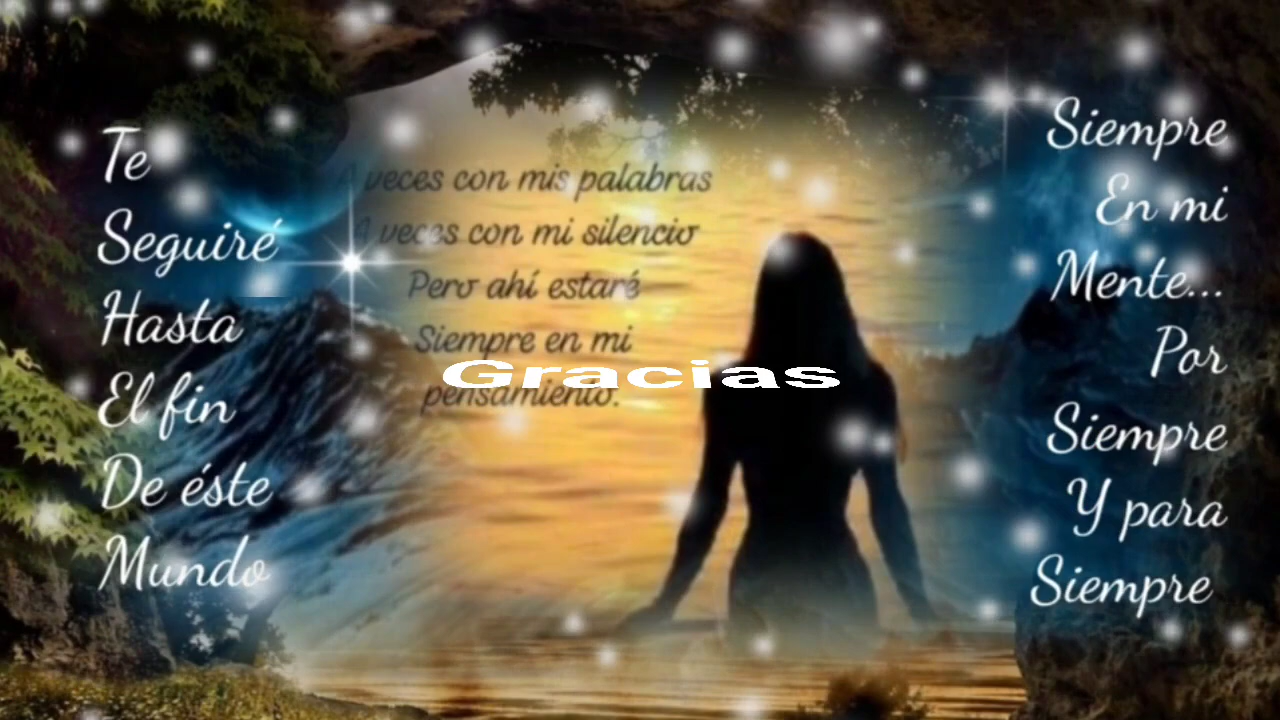 Te
Seguiré
Hasta
El fin
De éste
Mundo
A veces con mis palabras
A veces con mi silencio
Pero ahí estaré
Siempre en mi
pensamiento.
Gracias
Siempre
En mi
Mente...
Por
Siempre
Y para
Siempre